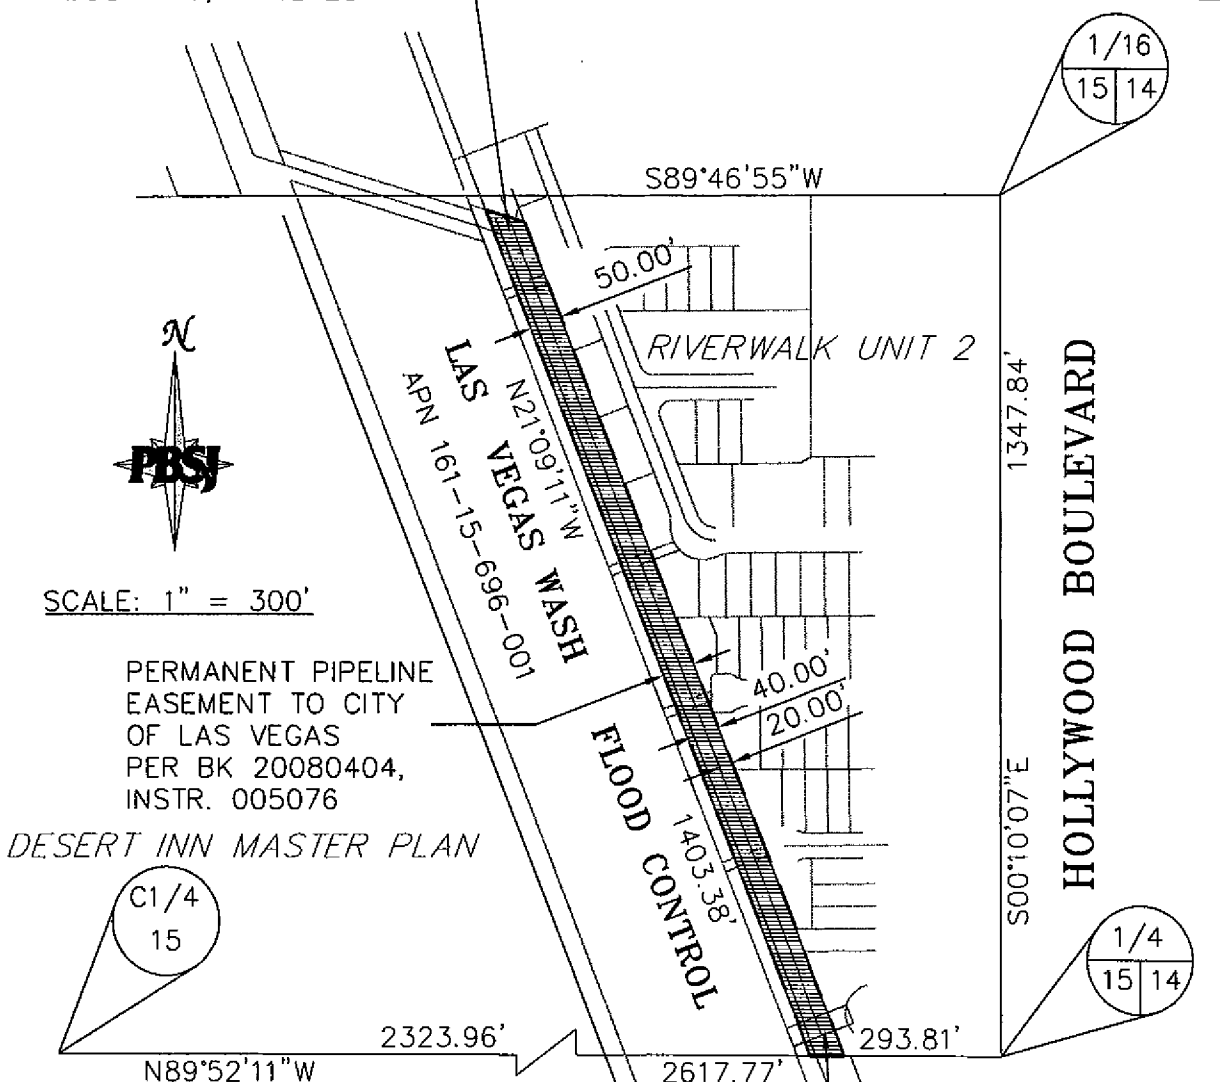 1/16
15 14
S89°46'55"W
50.00'
RIVERWALK UNIT 2
N
PBSJ
LAS VEGAS WASH
N21°09'11"W
APN 161-15-696-001
1347.84'
HOLLYWOOD BOULEVARD
SCALE: 1" = 300'
PERMANENT PIPELINE
EASEMENT TO CITY
OF LAS VEGAS
PER BK 20080404,
INSTR. 005076
40.00'
20.00'
FLOOD CONTROL
1403.38'
S00°10'07"E
DESERT INN MASTER PLAN
C1/4
15
1/4
15 14
2323.96'
293.81'
N89°52'11"W
2617.77'